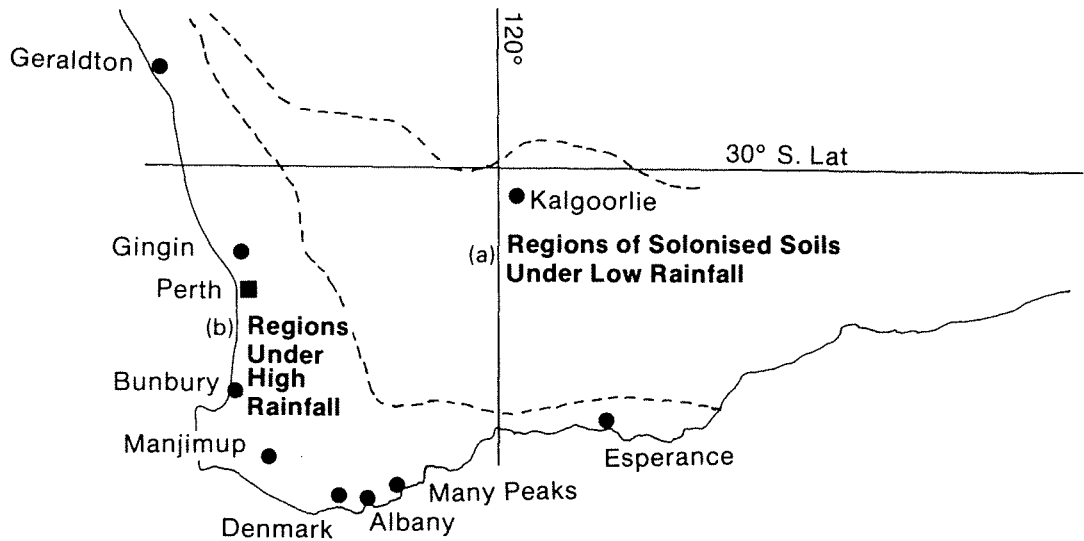 Geraldton
120°
30° S. Lat
Kalgoorlie
Gingin
(a) Regions of Solonised Soils
Under Low Rainfall
Perth
(b) Regions
Under
High
Rainfall
Bunbury
Manjimup
Esperance
Many Peaks
Albany
Denmark